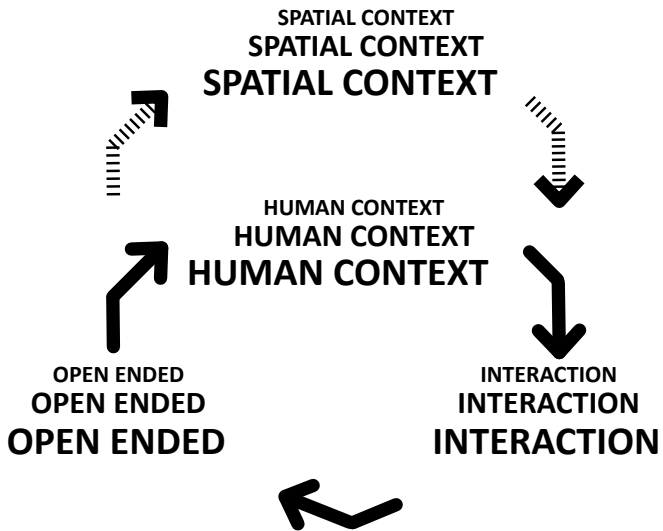 SPATIAL CONTEXT
SPATIAL CONTEXT
SPATIAL CONTEXT
HUMAN CONTEXT
HUMAN CONTEXT
HUMAN CONTEXT
OPEN ENDED
OPEN ENDED
OPEN ENDED
INTERACTION
INTERACTION
INTERACTION